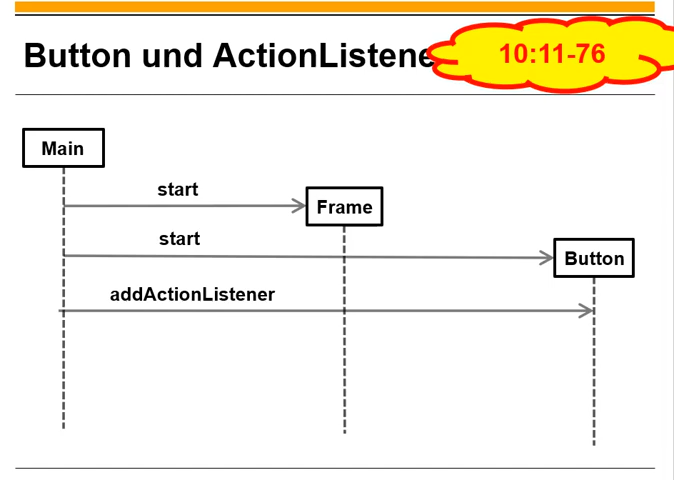 Button und ActionListene
10:11-76
Main
start
Frame
start
Button
addActionListener